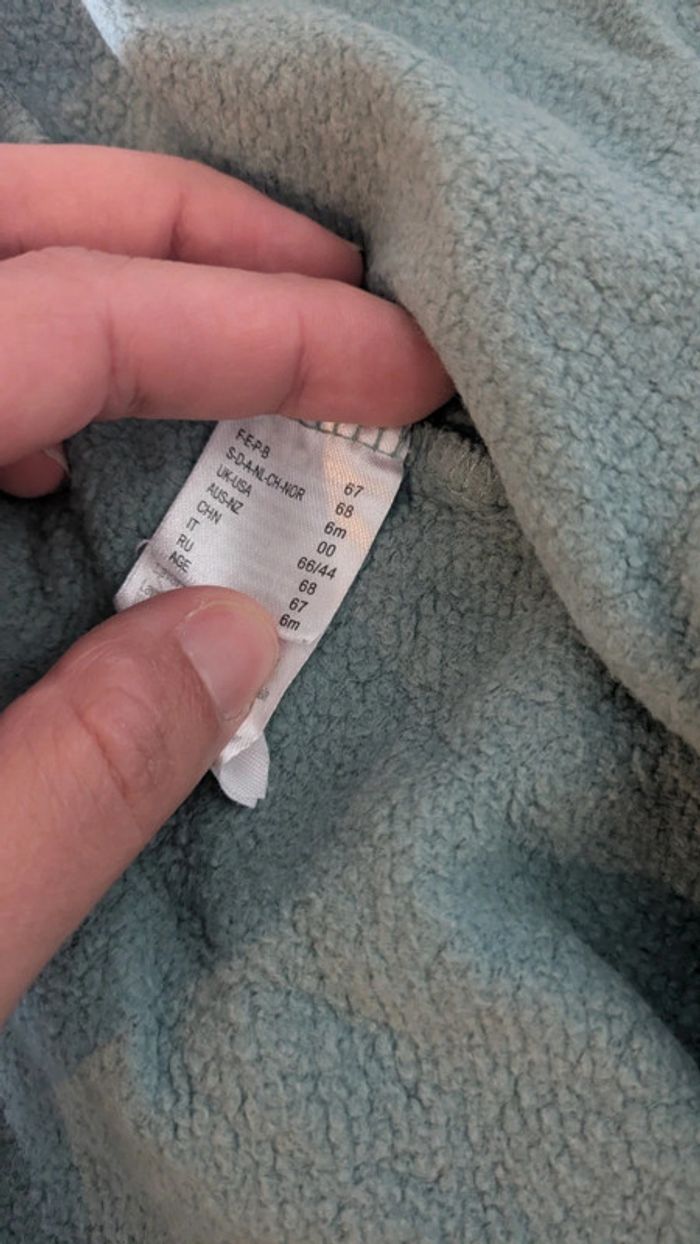 F-E-P-B 67
S-D-A-NL-CH-NOR 68
UK-USA 6m
AUS-NZ 00
CHN 66/44
IT 68
RU 67
AGE 6m